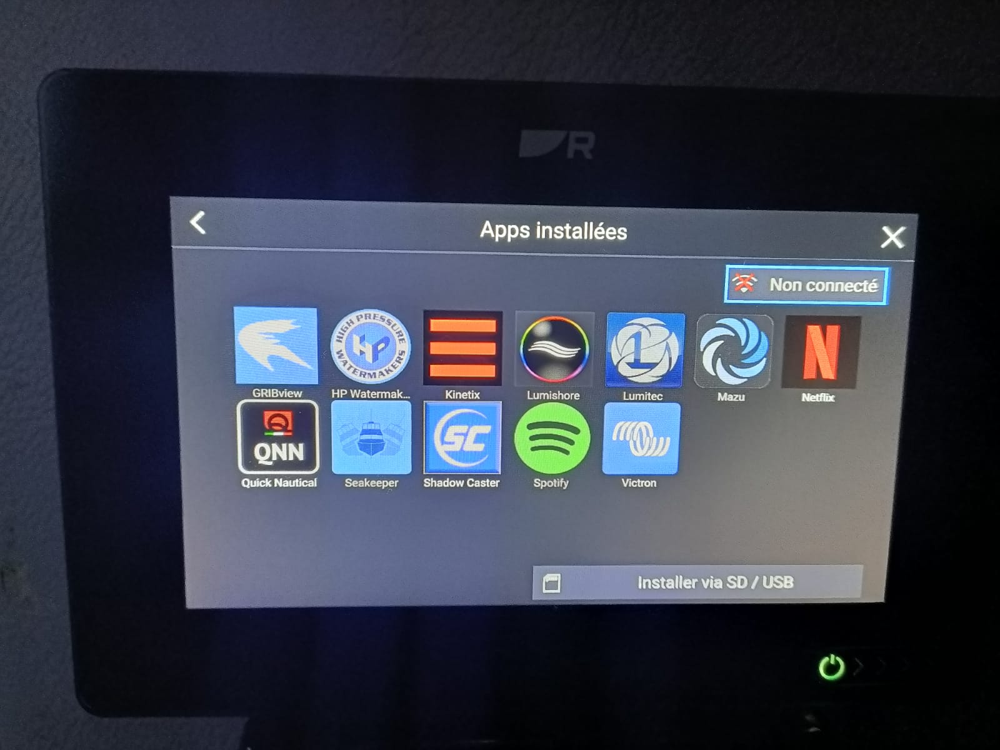 R
Apps installées
Non connecté
HIGH PRESSURE
HP
WATERMAKERS
L
N
GRIBview
HP Watermak...
Kinetix
Lumishore
Lumitec
Mazu
Netflix
QNN
SC
Quick Nautical
Seakeeper
Shadow Caster
Spotify
Victron
Installer via SD / USB